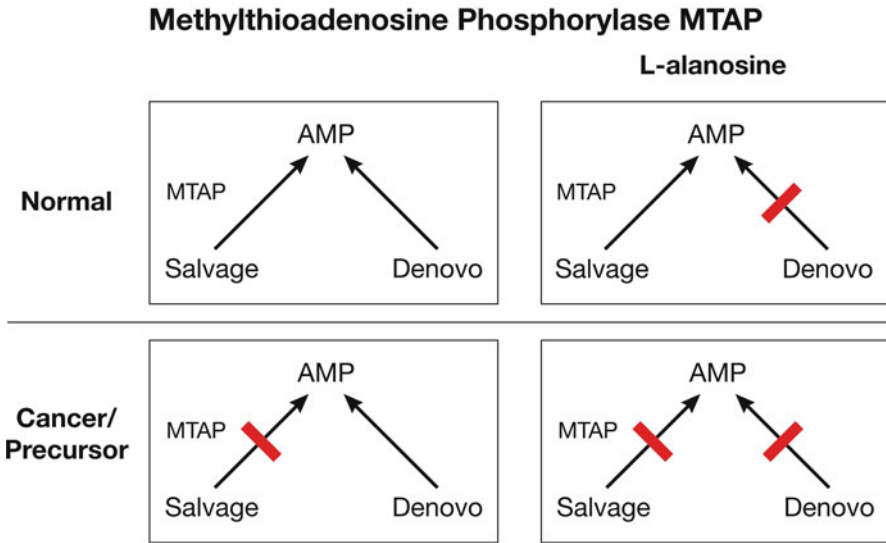 Methylthioadenosine Phosphorylase MTAP
L-alanosine
Normal
AMP
MTAP
Salvage
Denovo
AMP
MTAP
Salvage
Denovo
Cancer/
Precursor
AMP
MTAP
Salvage
Denovo
AMP
MTAP
Salvage
Denovo